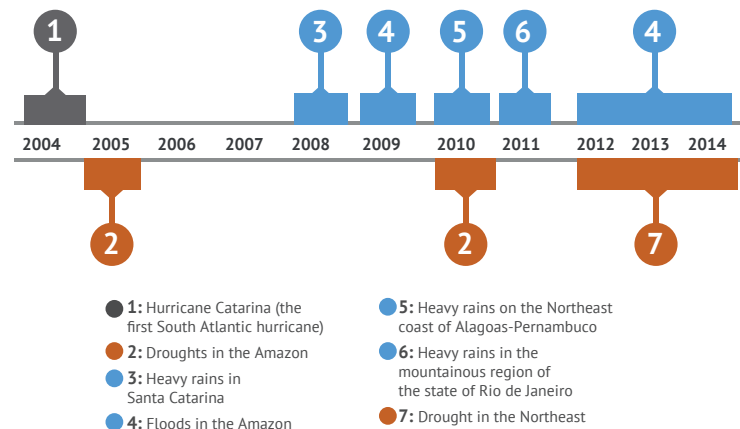 1
3
4
5
6
4
2004 2005 2006 2007 2008 2009 2010 2011 2012 2013 2014
2
2
7
1: Hurricane Catarina (the
first South Atlantic hurricane)
2: Droughts in the Amazon
3: Heavy rains in
Santa Catarina
4: Floods in the Amazon
5: Heavy rains on the Northeast
coast of Alagoas-Pernambuco
6: Heavy rains in the
mountainous region of
the state of Rio de Janeiro
7: Drought in the Northeast